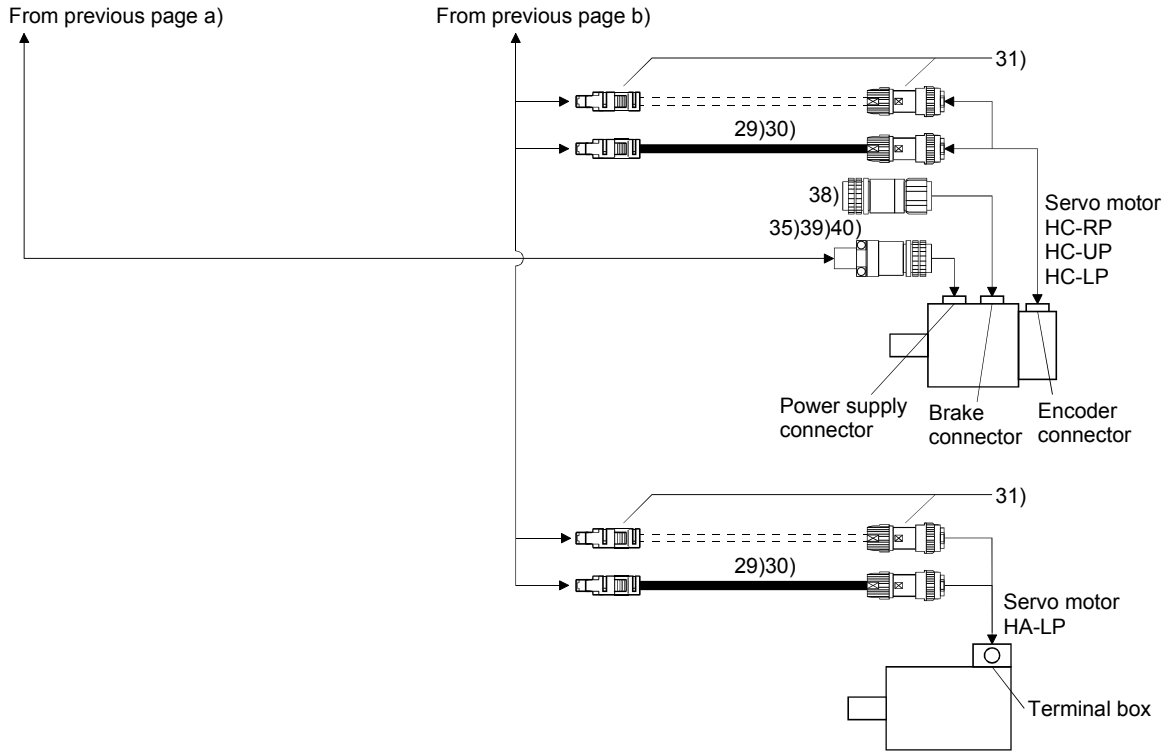 From previous page a)
From previous page b)
31)
29)30)
38)
35)39)40)
Servo motor
HC-RP
HC-UP
HC-LP
Power supply
connector
Brake
connector
Encoder
connector
31)
29)30)
Servo motor
HA-LP
Terminal box